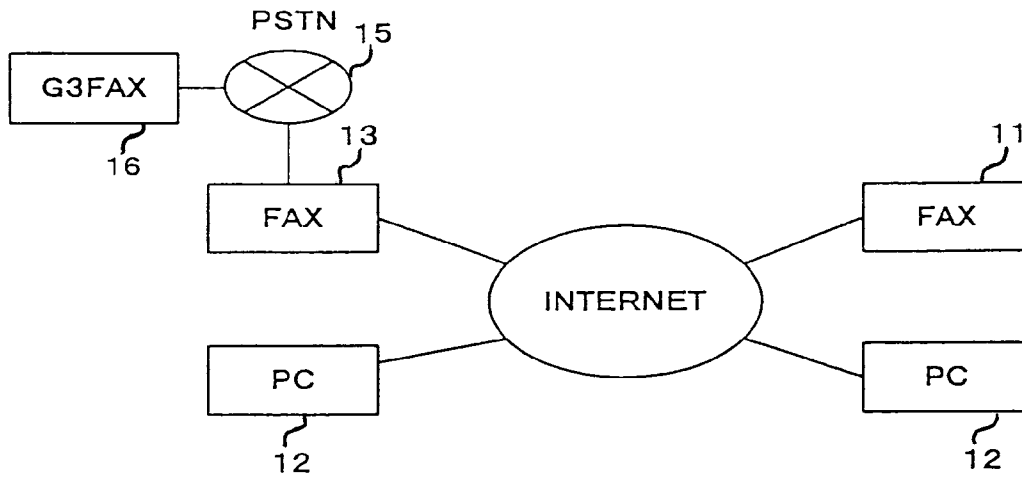 PSTN
15
G3FAX
16
13
11
FAX
FAX
INTERNET
PC
PC
12
12